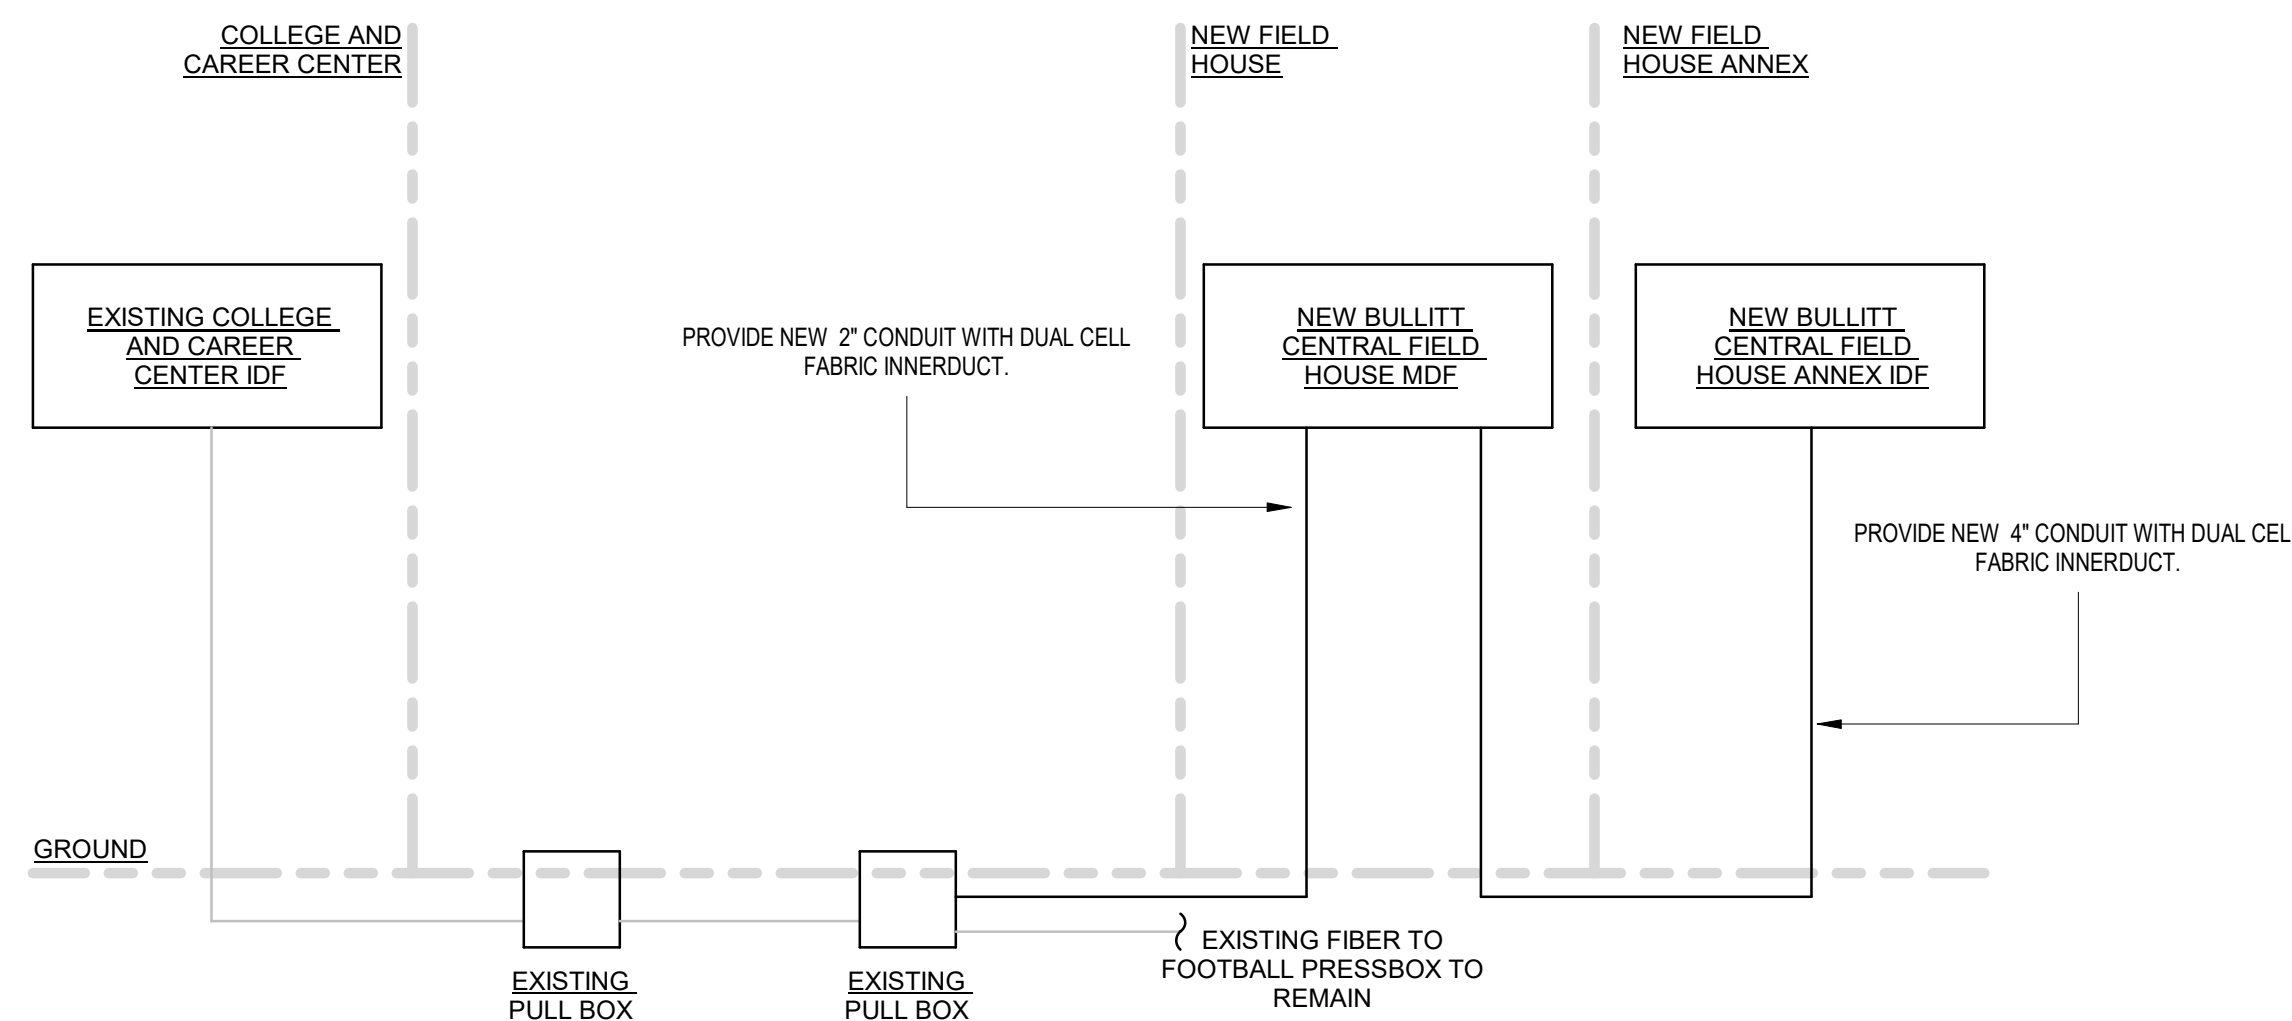 COLLEGE AND
CAREER CENTER
NEW FIELD
HOUSE
NEW FIELD
HOUSE ANNEX
EXISTING COLLEGE
AND CAREER
CENTER IDF
PROVIDE NEW 2" CONDUIT WITH DUAL CELL
FABRIC INNERDUCT.
NEW BULLITT
CENTRAL FIELD
HOUSE MDF
NEW BULLITT
CENTRAL FIELD
HOUSE ANNEX IDF
PROVIDE NEW 4" CONDUIT WITH DUAL CEL
FABRIC INNERDUCT.
GROUND
EXISTING
PULL BOX
EXISTING
PULL BOX
EXISTING FIBER TO
FOOTBALL PRESSBOX TO
REMAIN